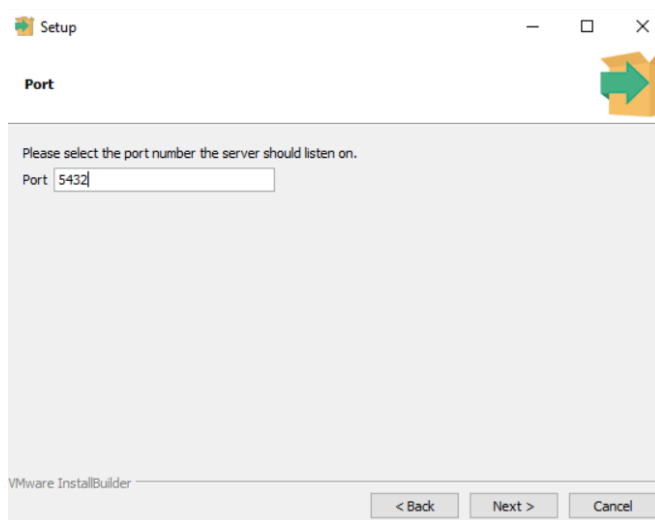 Setup
Port
Please select the port number the server should listen on.
Port 5432
VMware InstallBuilder
< Back Next > Cancel